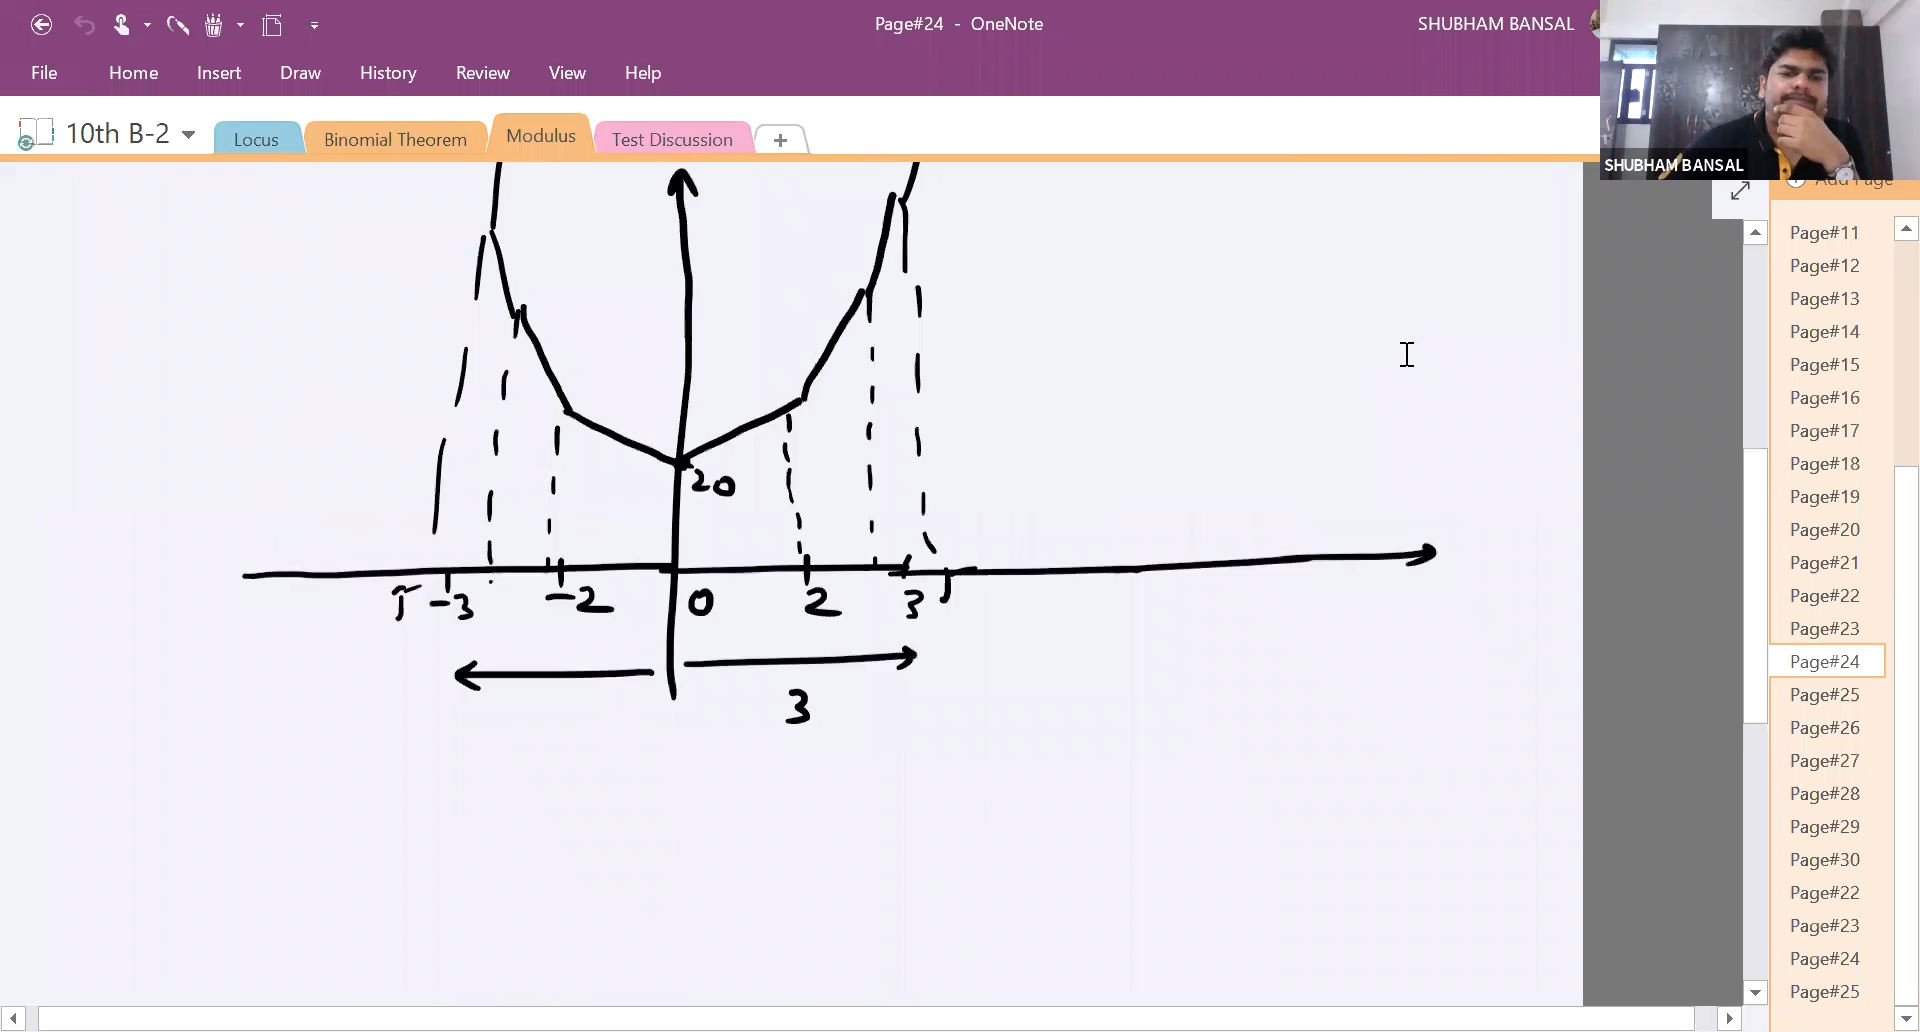 Page#24 - OneNote
SHUBHAM BANSAL
File Home Insert Draw History Review View Help
10th B-2
Locus
Binomial Theorem
Modulus
Test Discussion
+
SHUBHAM BANSAL
Add Page
20
-3 -2 0 2 3
3
Page#11
Page#12
Page#13
Page#14
Page#15
Page#16
Page#17
Page#18
Page#19
Page#20
Page#21
Page#22
Page#23
Page#24
Page#25
Page#26
Page#27
Page#28
Page#29
Page#30
Page#22
Page#23
Page#24
Page#25